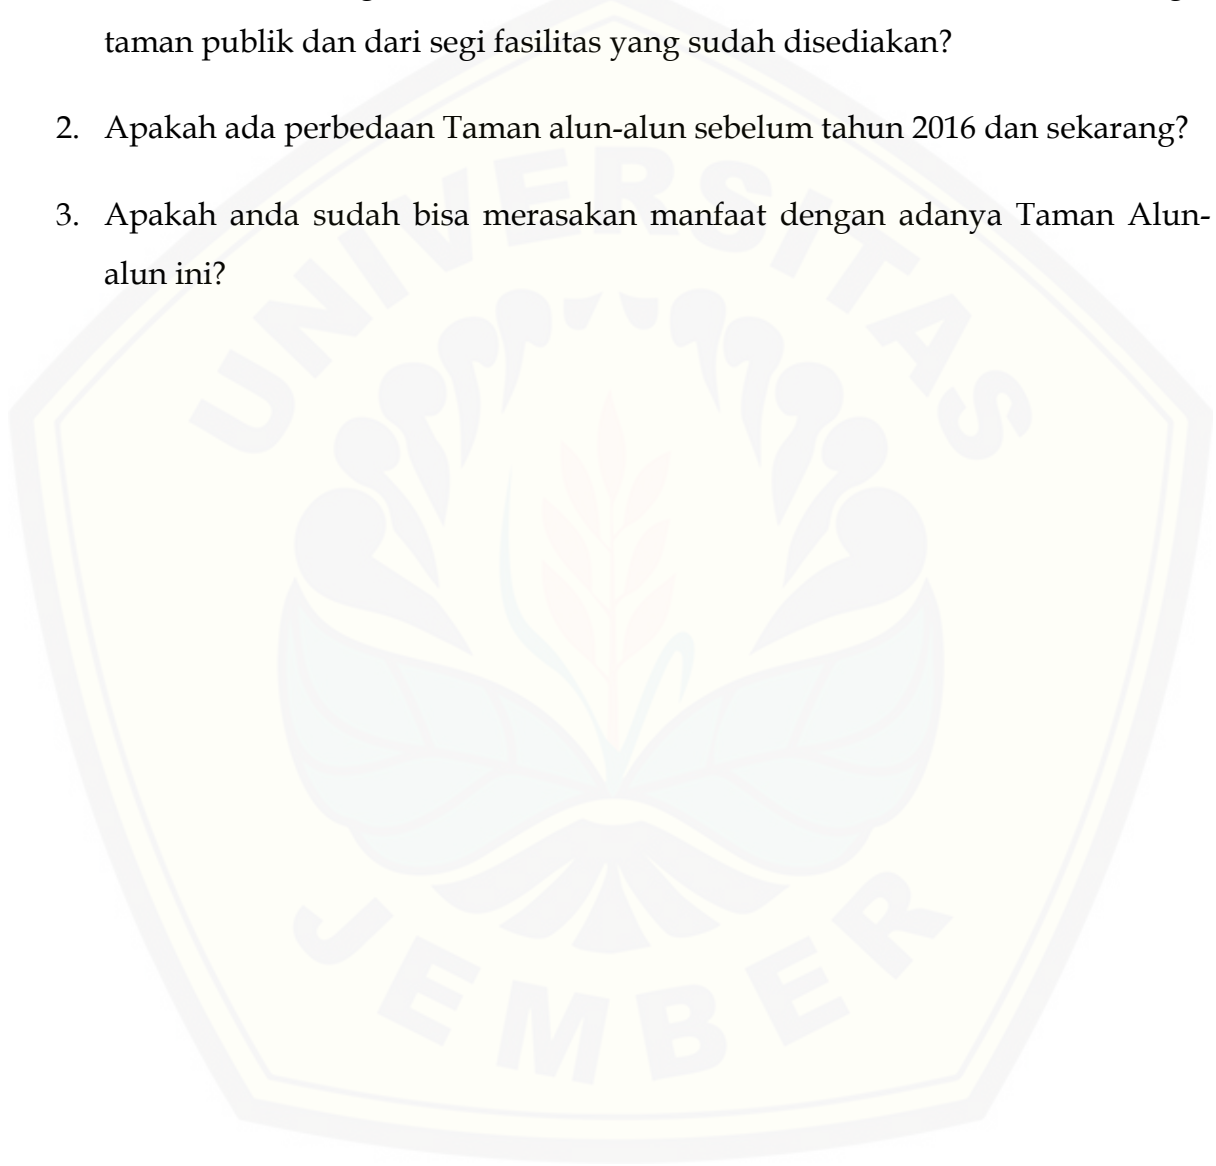 taman publik dan dari segi fasilitas yang sudah disediakan?
2. Apakah ada perbedaan Taman alun-alun sebelum tahun 2016 dan sekarang?
3. Apakah anda sudah bisa merasakan manfaat dengan adanya Taman Alun-
alun ini?
UNIVERSITAS
JEMBER